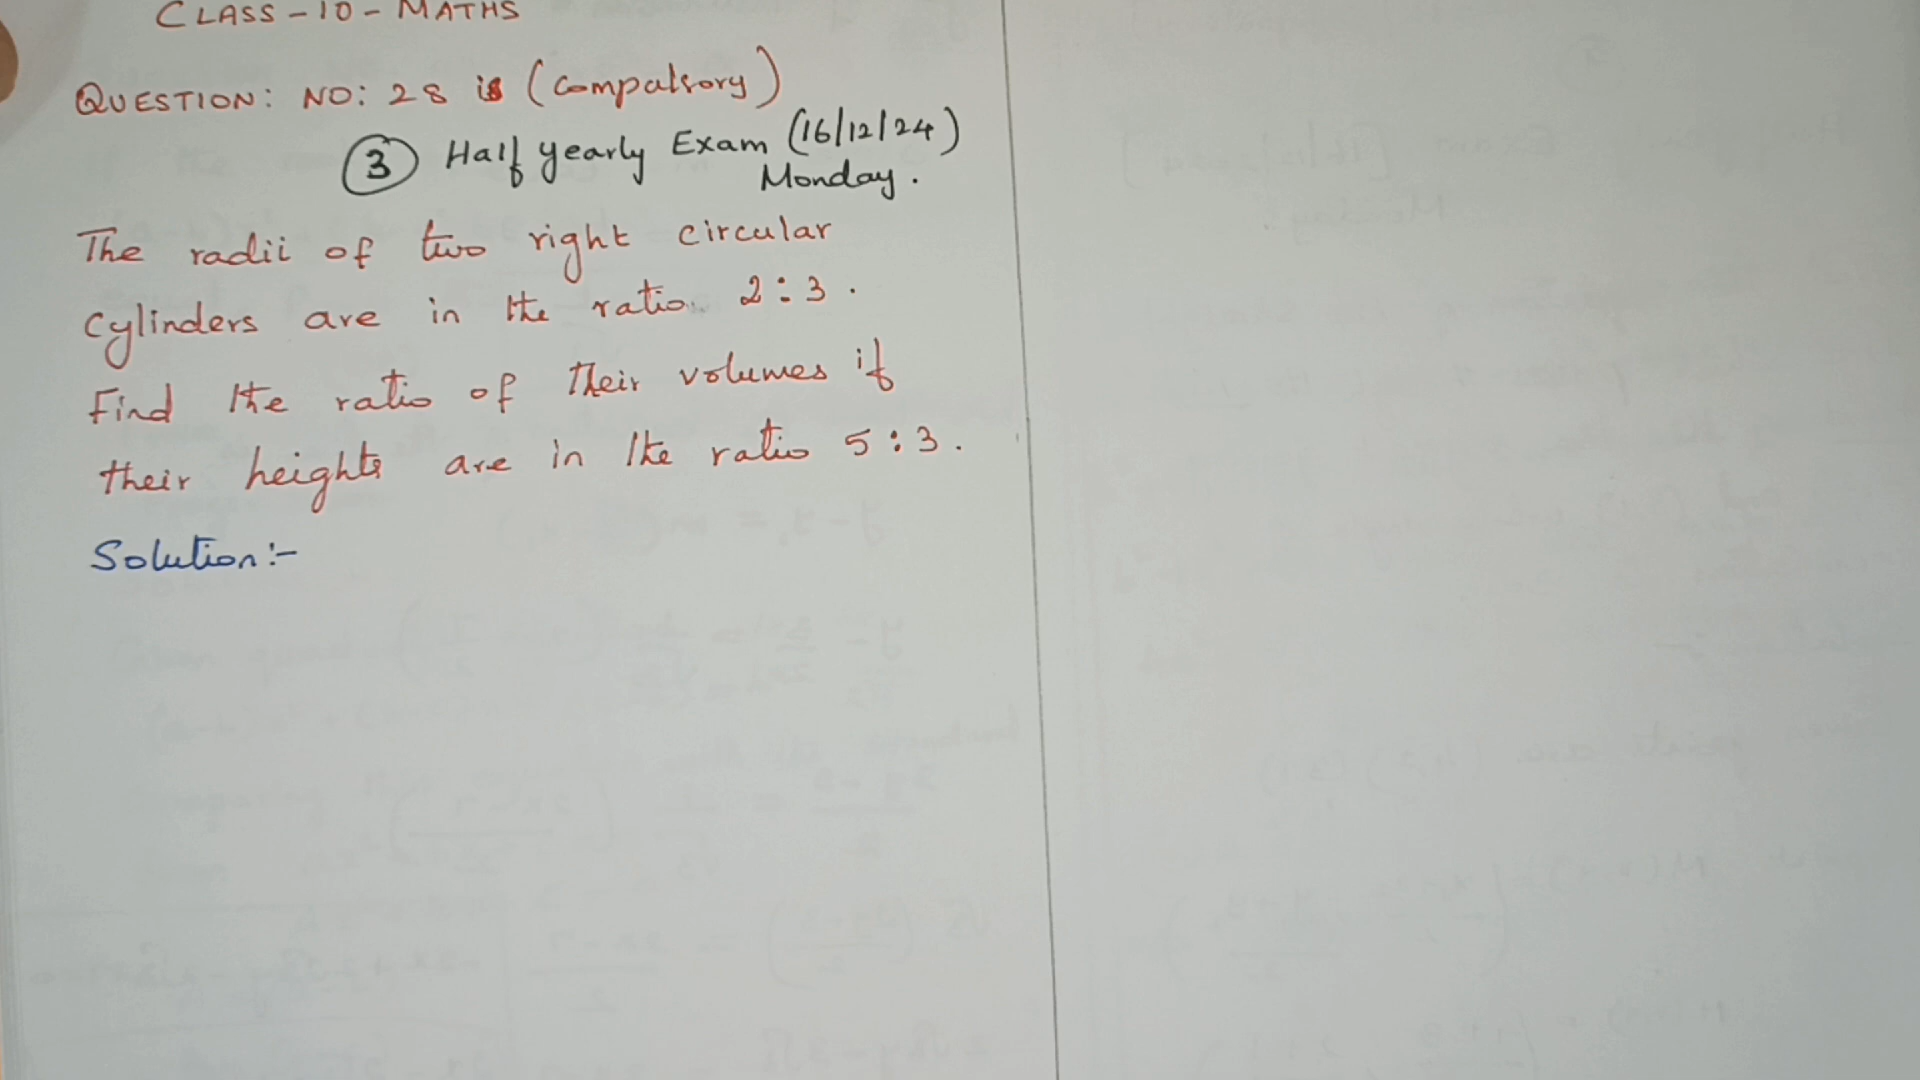 CLASS - 10 - MATHS
QUESTION: NO: 28 is (Compulsory)
3 Half yearly Exam (16/12/24)
Monday.
The radii of two right circular
cylinders are in the ratio 2:3.
Find the ratio of their volumes if
their heights are in the ratio 5:3.
Solution:-